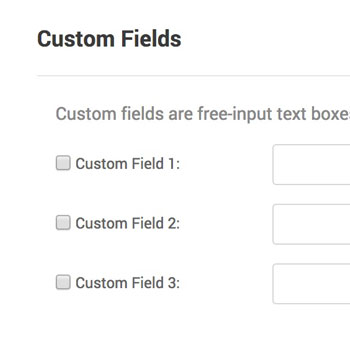 Custom Fields
Custom fields are free-input text boxe
Custom Field 1:
Custom Field 2:
Custom Field 3: